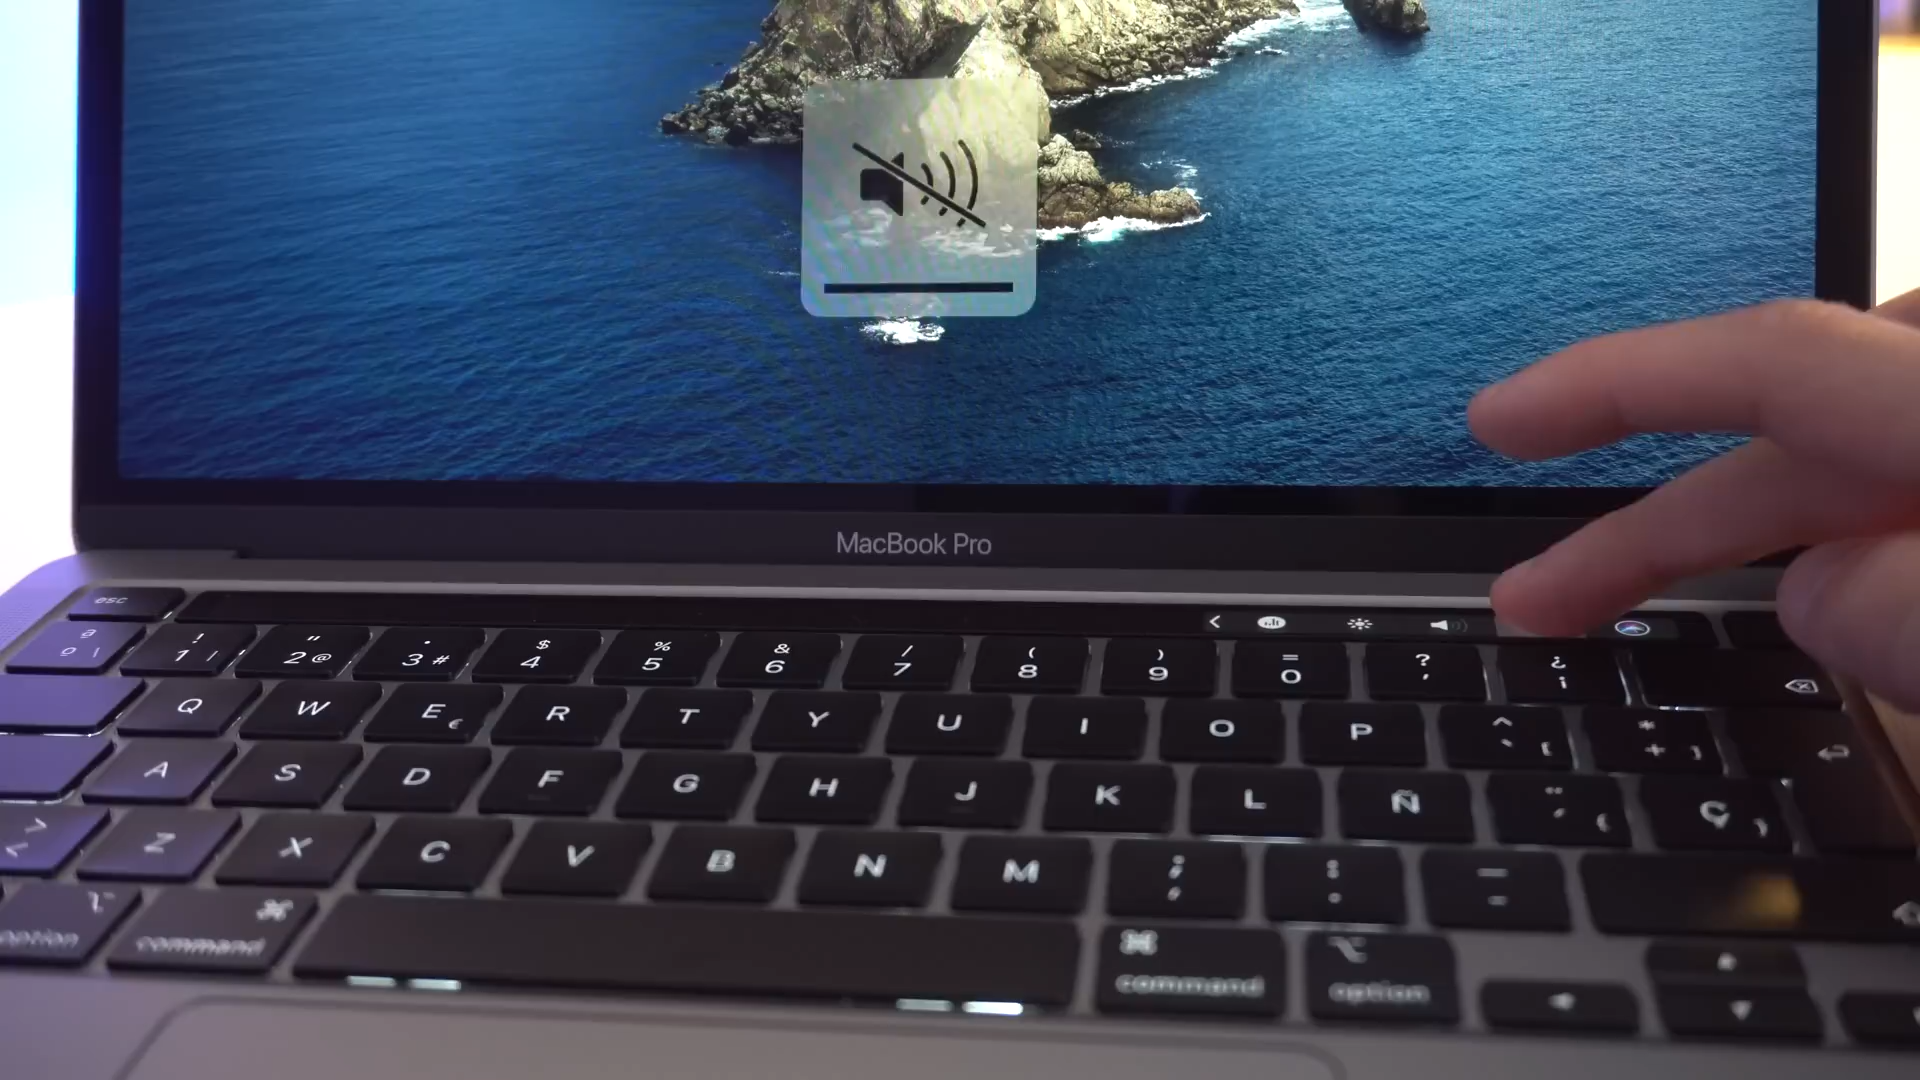 MacBook Pro
esc
ª º \
! 1 |
" 2 @
· 3 #
$ 4
% 5
& 6
/ 7
( 8
) 9
= 0
? '
¿ ¡
Q W E € R T Y U I O P ^ ` [ * + ]
A S D F G H J K L Ñ ¨ ´ { Ç }
> < Z X C V B N M ; , : . _ -
option
⌘ command
⌘ command
option